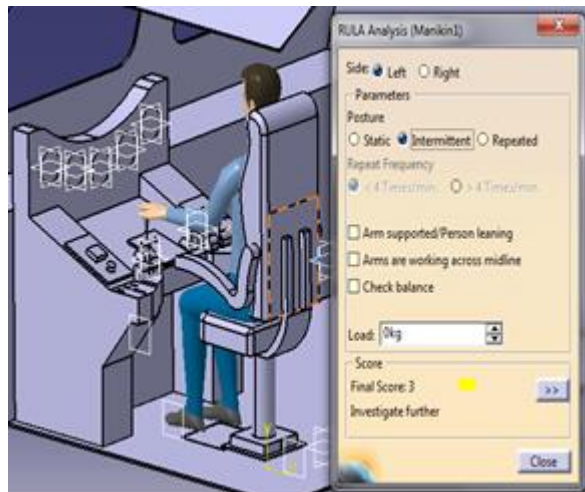 RULA Analysis (Manikin1)
Side: Left Right
Parameters
Posture
Static Intermittent Repeated
Repeat Frequency
< 4 Times/min. > 4 Times/min.
Arm supported/Person leaning
Arms are working across midline
Check balance
Load: 0kg
Score
Final Score: 3
>>
Investigate further
Close